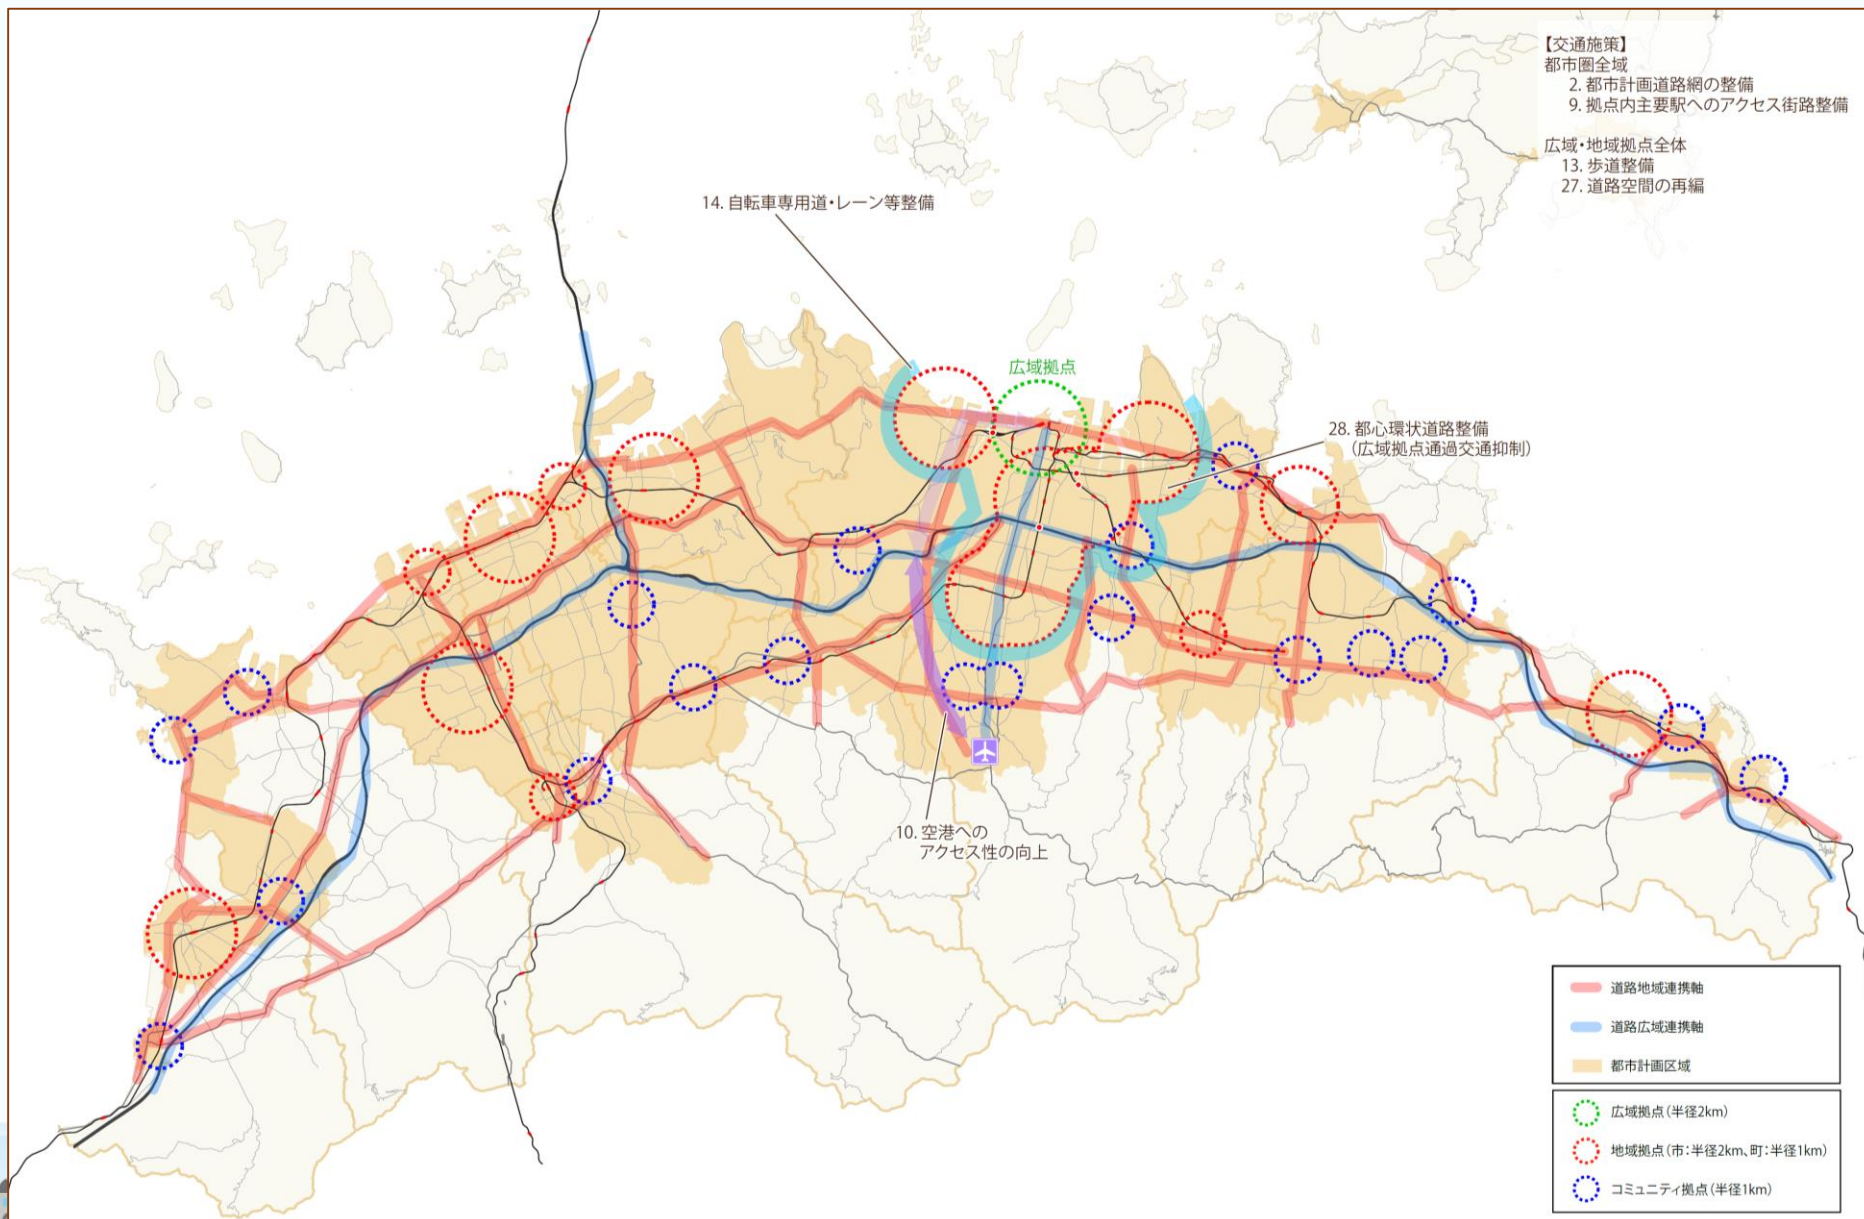 【交通施策】
都市圏全域
2. 都市計画道路網の整備
9. 拠点内主要駅へのアクセス街路整備
広域・地域拠点全体
13. 歩道整備
27. 道路空間の再編
14. 自転車専用道・レーン等整備
広域拠点
28. 都心環状道路整備
(広域拠点通過交通抑制)
10. 空港への
アクセス性の向上
道路地域連携軸
道路広域連携軸
都市計画区域
広域拠点(半径2km)
地域拠点(市:半径2km、町:半径1km)
コミュニティ拠点(半径1km)